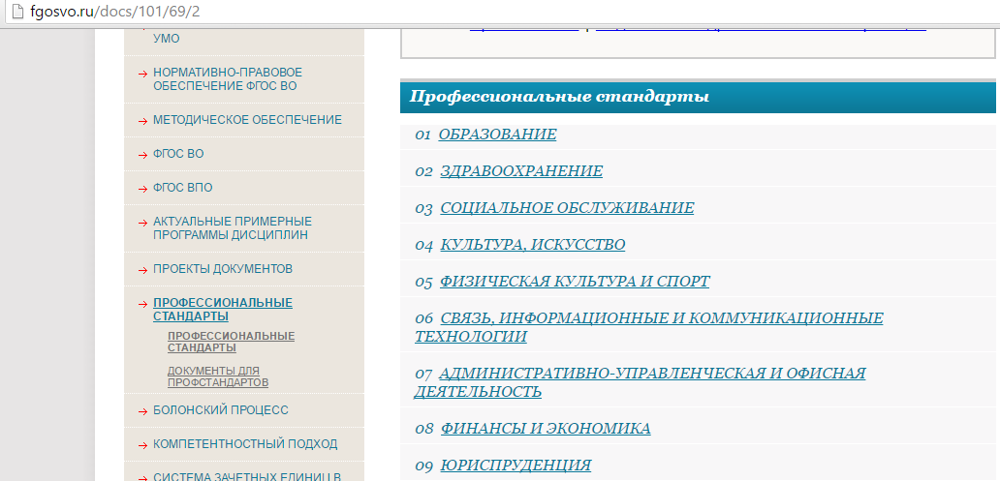 fgosvo.ru/docs/101/69/2
УМО
НОРМАТИВНО-ПРАВОВОЕ
ОБЕСПЕЧЕНИЕ ФГОС ВО
МЕТОДИЧЕСКОЕ ОБЕСПЕЧЕНИЕ
ФГОС ВО
ФГОС ВПО
АКТУАЛЬНЫЕ ПРИМЕРНЫЕ
ПРОГРАММЫ ДИСЦИПЛИН
ПРОЕКТЫ ДОКУМЕНТОВ
ПРОФЕССИОНАЛЬНЫЕ
СТАНДАРТЫ
ПРОФЕССИОНАЛЬНЫЕ
СТАНДАРТЫ
ДОКУМЕНТЫ ДЛЯ
ПРОФСТАНДАРТОВ
БОЛОНСКИЙ ПРОЦЕСС
КОМПЕТЕНТНОСТНЫЙ ПОДХОД
СИСТЕМА ЗАЧЕТНЫХ ЕДИНИЦ В
Профессиональные стандарты
01 ОБРАЗОВАНИЕ
02 ЗДРАВООХРАНЕНИЕ
03 СОЦИАЛЬНОЕ ОБСЛУЖИВАНИЕ
04 КУЛЬТУРА, ИСКУССТВО
05 ФИЗИЧЕСКАЯ КУЛЬТУРА И СПОРТ
06 СВЯЗЬ, ИНФОРМАЦИОННЫЕ И КОММУНИКАЦИОННЫЕ
ТЕХНОЛОГИИ
07 АДМИНИСТРАТИВНО-УПРАВЛЕНЧЕСКАЯ И ОФИСНАЯ
ДЕЯТЕЛЬНОСТЬ
08 ФИНАНСЫ И ЭКОНОМИКА
09 ЮРИСПРУДЕНЦИЯ